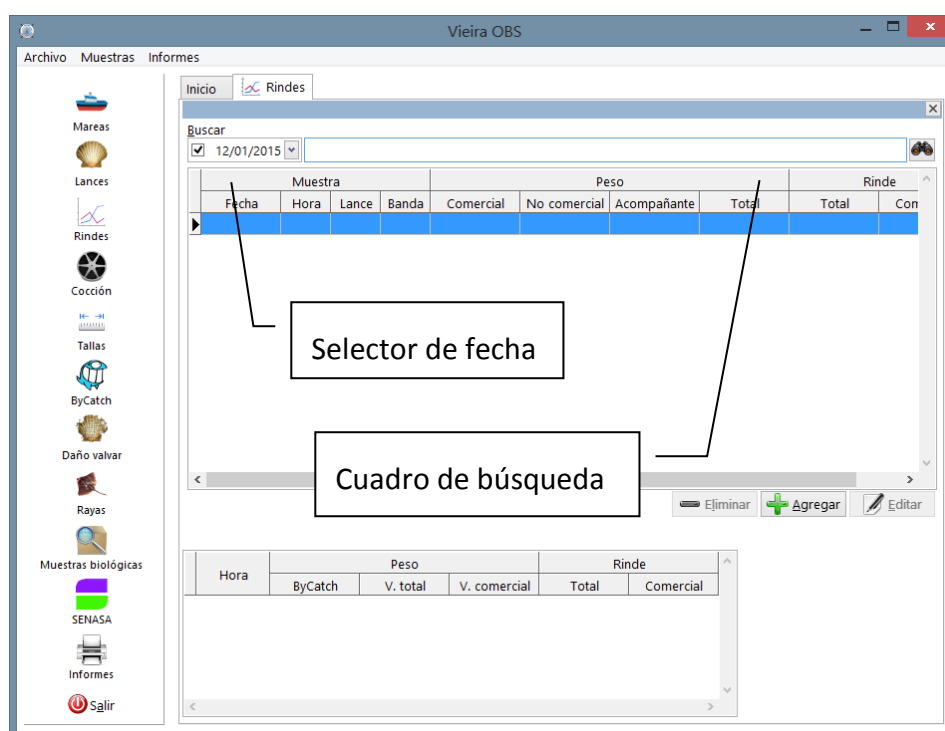 Vieira OBS
Archivo Muestras Informes
Mareas
Lances
Rindes
Cocción
Tallas
ByCatch
Daño valvar
Rayas
Muestras biológicas
SENASA
Informes
Salir
Inicio Rindes
Buscar
12/01/2015
Muestra Peso Rinde
Fecha Hora Lance Banda Comercial No comercial Acompañante Total Total Com
Selector de fecha
Cuadro de búsqueda
Eliminar Agregar Editar
Hora Peso Rinde
ByCatch V. total V. comercial Total Comercial